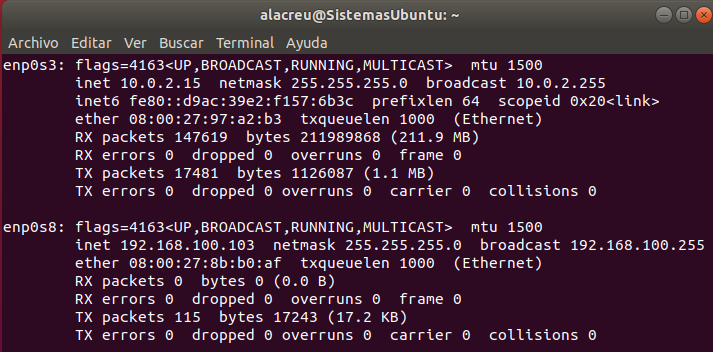 alacreu@SistemasUbuntu: ~
Archivo Editar Ver Buscar Terminal Ayuda
enp0s3: flags=4163<UP,BROADCAST,RUNNING,MULTICAST>  mtu 1500
        inet 10.0.2.15  netmask 255.255.255.0  broadcast 10.0.2.255
        inet6 fe80::d9ac:39e2:f157:6b3c  prefixlen 64  scopeid 0x20<link>
        ether 08:00:27:97:a2:b3  txqueuelen 1000  (Ethernet)
        RX packets 147619  bytes 211989868 (211.9 MB)
        RX errors 0  dropped 0  overruns 0  frame 0
        TX packets 17481  bytes 1126087 (1.1 MB)
        TX errors 0  dropped 0 overruns 0  carrier 0  collisions 0

enp0s8: flags=4163<UP,BROADCAST,RUNNING,MULTICAST>  mtu 1500
        inet 192.168.100.103  netmask 255.255.255.0  broadcast 192.168.100.255
        ether 08:00:27:8b:b0:af  txqueuelen 1000  (Ethernet)
        RX packets 0  bytes 0 (0.0 B)
        RX errors 0  dropped 0  overruns 0  frame 0
        TX packets 115  bytes 17243 (17.2 KB)
        TX errors 0  dropped 0 overruns 0  carrier 0  collisions 0